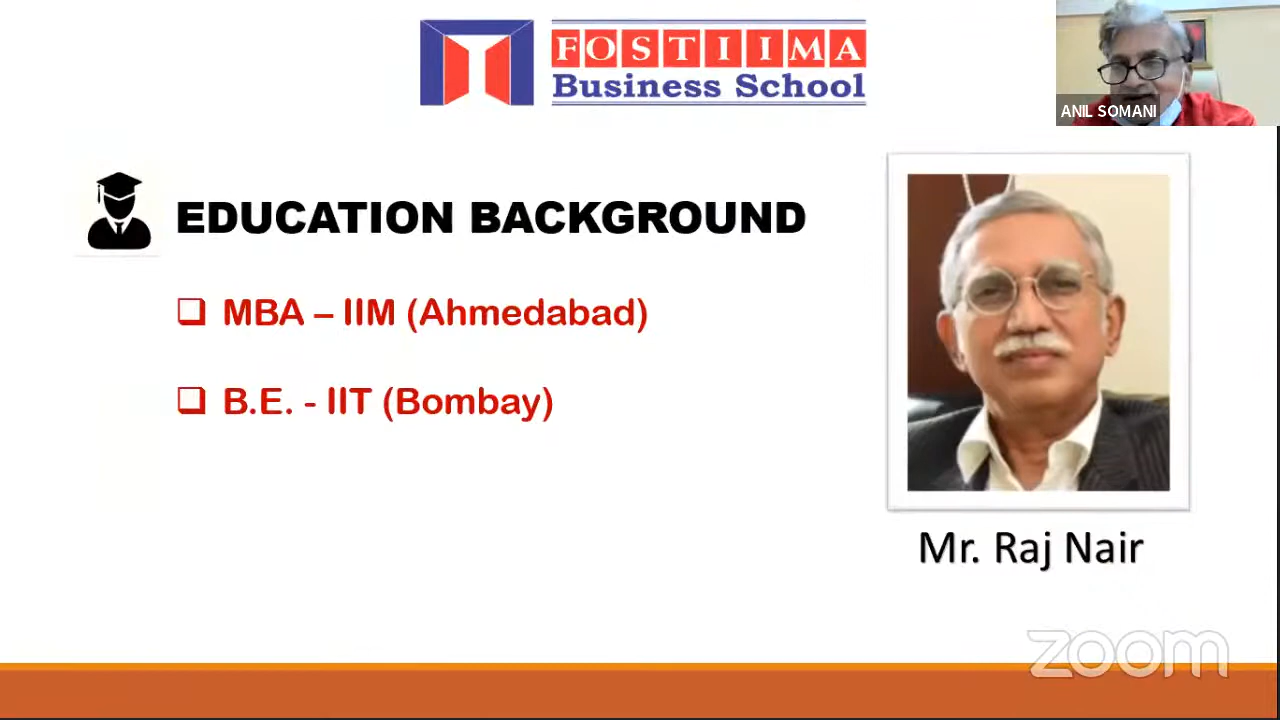 FOSTIIMA
Business School
ANIL SOMANI
EDUCATION BACKGROUND
MBA – IIM (Ahmedabad)
B.E. - IIT (Bombay)
Mr. Raj Nair
zoom